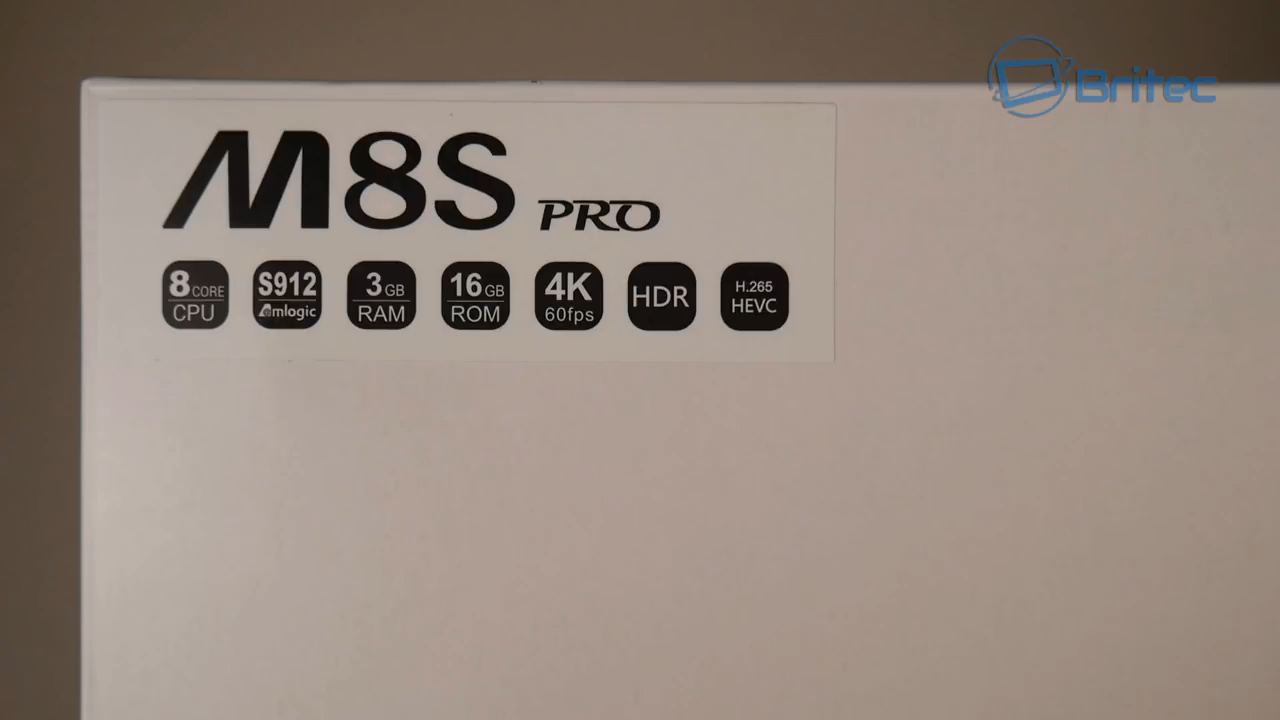 Britec
M8S PRO
8 CORE CPU
S912 Amlogic
3 GB RAM
16 GB ROM
4K 60fps
HDR
H.265 HEVC